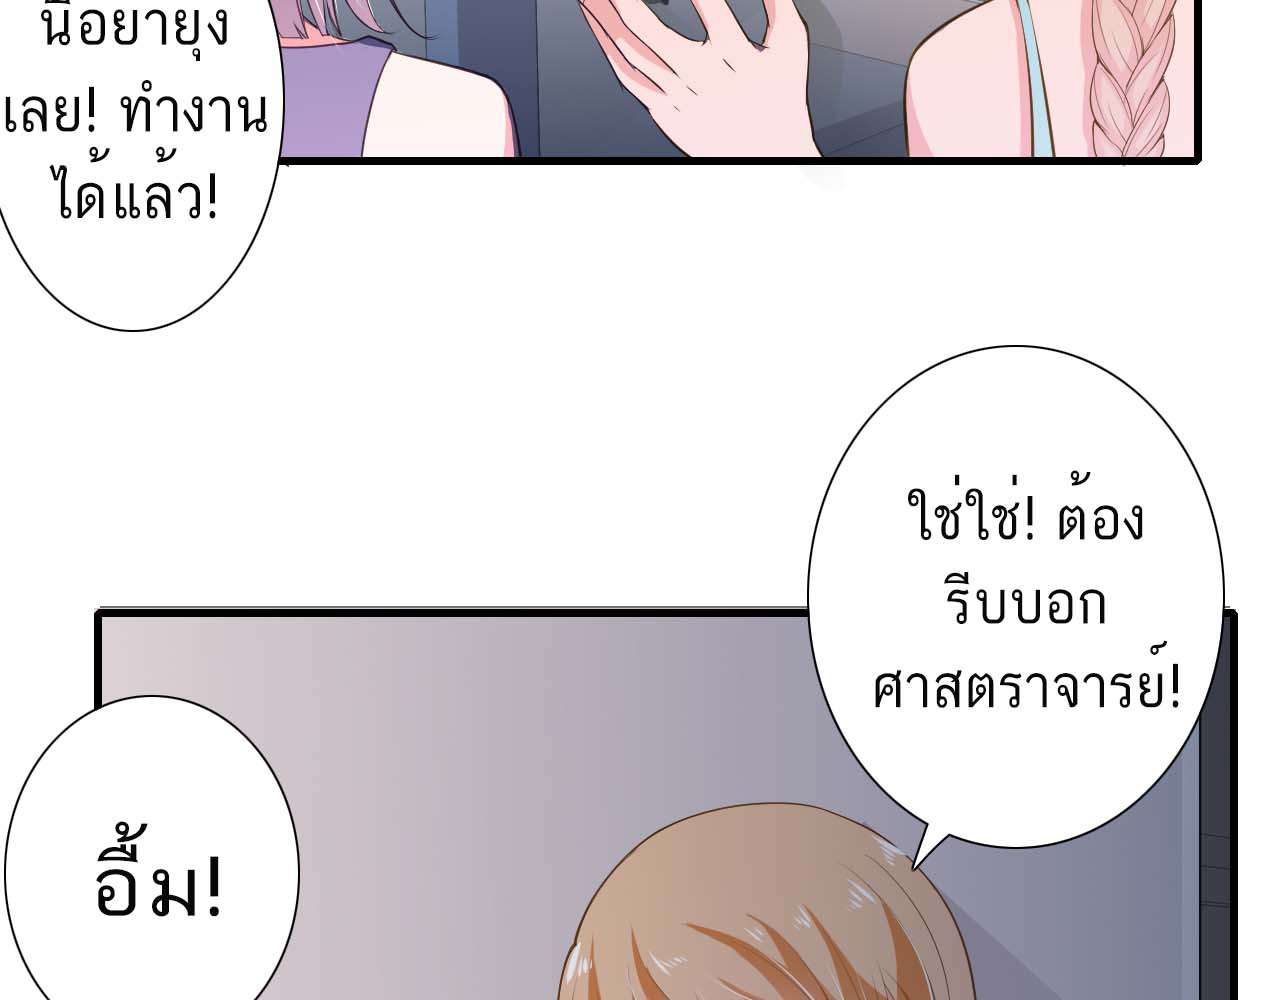 นี่อย่ายุ่ง
เลย! ทำงาน
ได้แล้ว!
ใช่ใช่! ต้อง
รีบบอก
ศาสตราจารย์!
อื้ม!